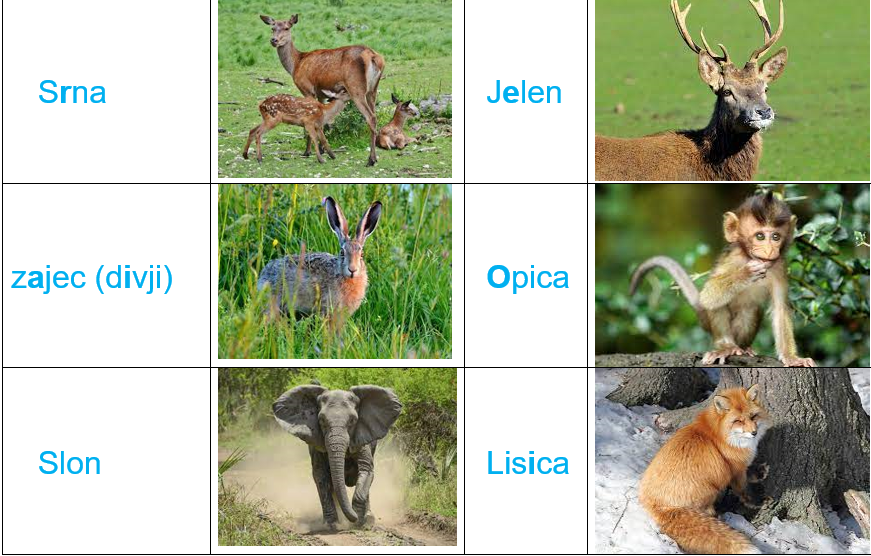 Srna
Jelen
zajec (divji)
Opica
Slon
Lisica